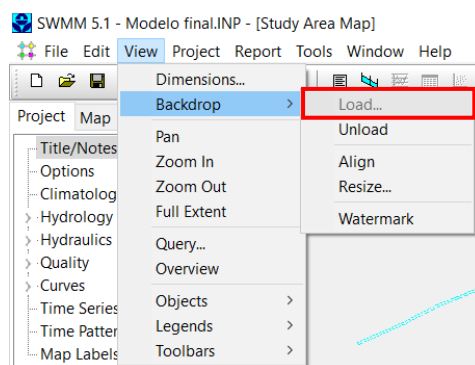 SWMM 5.1 - Modelo final.INP - [Study Area Map]
File Edit View Project Report Tools Window Help
Project Map
Title/Notes
Options
Climatolog
Hydrology
Hydraulics
Quality
Curves
Time Series
Time Patter
Map Labels
Dimensions...
Backdrop
Pan
Zoom In
Zoom Out
Full Extent
Query...
Overview
Objects
Legends
Toolbars
Load...
Unload
Align
Resize...
Watermark